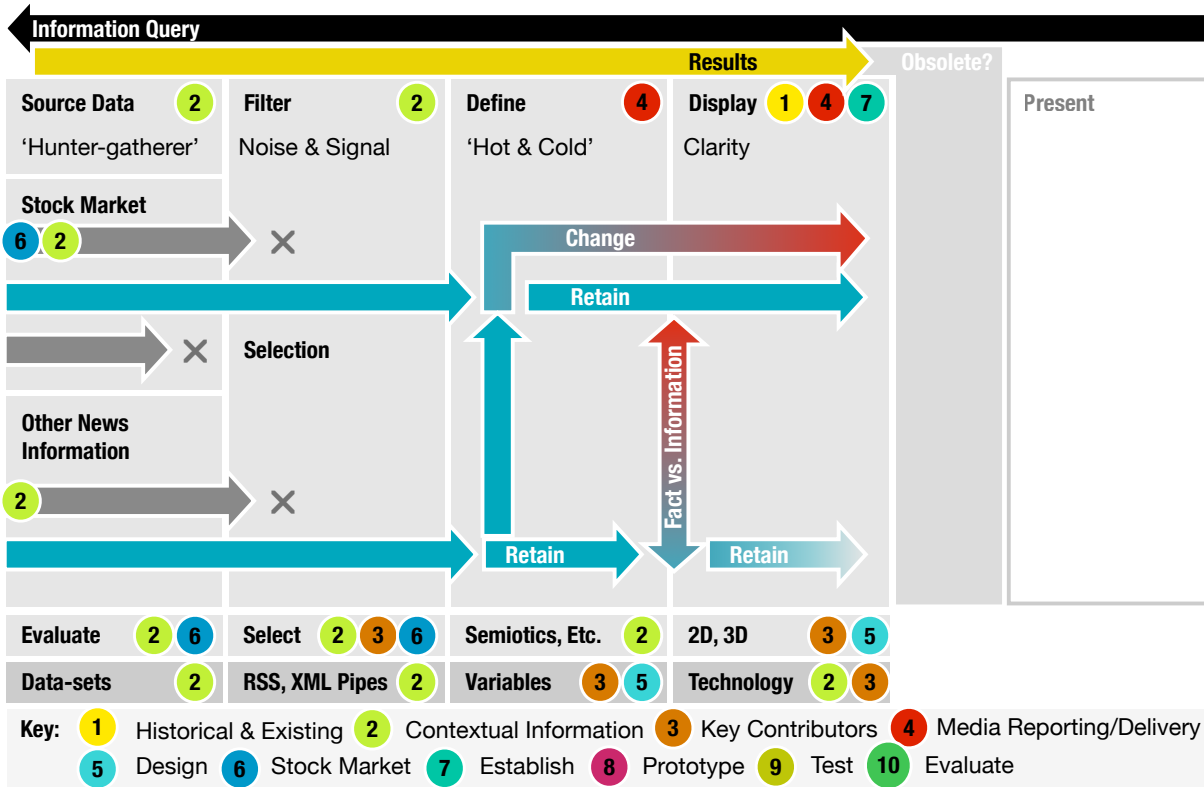 Information Query
Results
Obsolete?
Source Data 2
Filter 2
Define 4
Display 1 4 7
Present
‘Hunter-gatherer’
Noise & Signal
‘Hot & Cold’
Clarity
Stock Market
6 2
Change
Retain
Selection
Fact vs. Information
Other News
Information
2
Retain
Retain
Evaluate 2 6
Select 2 3 6
Semiotics, Etc. 2
2D, 3D 3 5
Data-sets 2
RSS, XML Pipes 2
Variables 3 5
Technology 2 3
Key: 1 Historical & Existing 2 Contextual Information 3 Key Contributors 4 Media Reporting/Delivery
5 Design 6 Stock Market 7 Establish 8 Prototype 9 Test 10 Evaluate